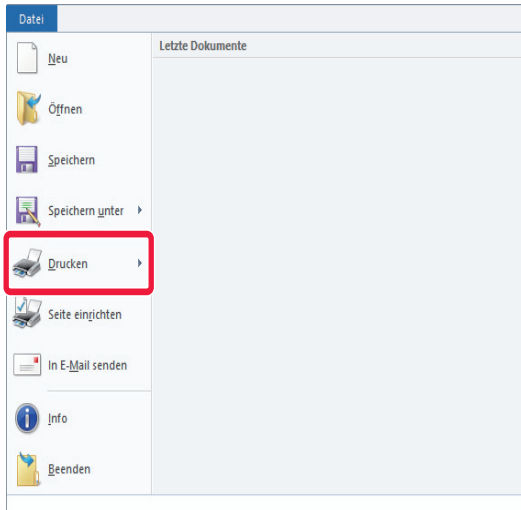 Datei
Letzte Dokumente
Neu
Öffnen
Speichern
Speichern unter
Drucken
Seite einrichten
In E-Mail senden
Info
Beenden